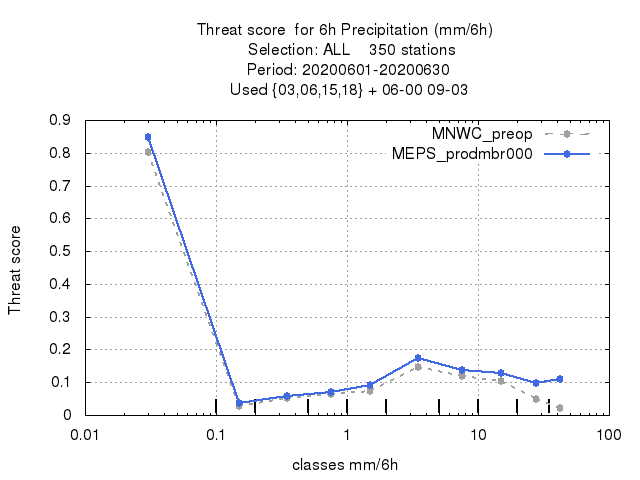 Threat score  for 6h Precipitation (mm/6h)
Selection: ALL    350 stations
Period: 20200601-20200630
Used {03,06,15,18} + 06-00 09-03
MNWC_preop
MEPS_prodmbr000
Threat score
0.9
0.8
0.7
0.6
0.5
0.4
0.3
0.2
0.1
0
0.01
0.1
1
10
100
classes mm/6h